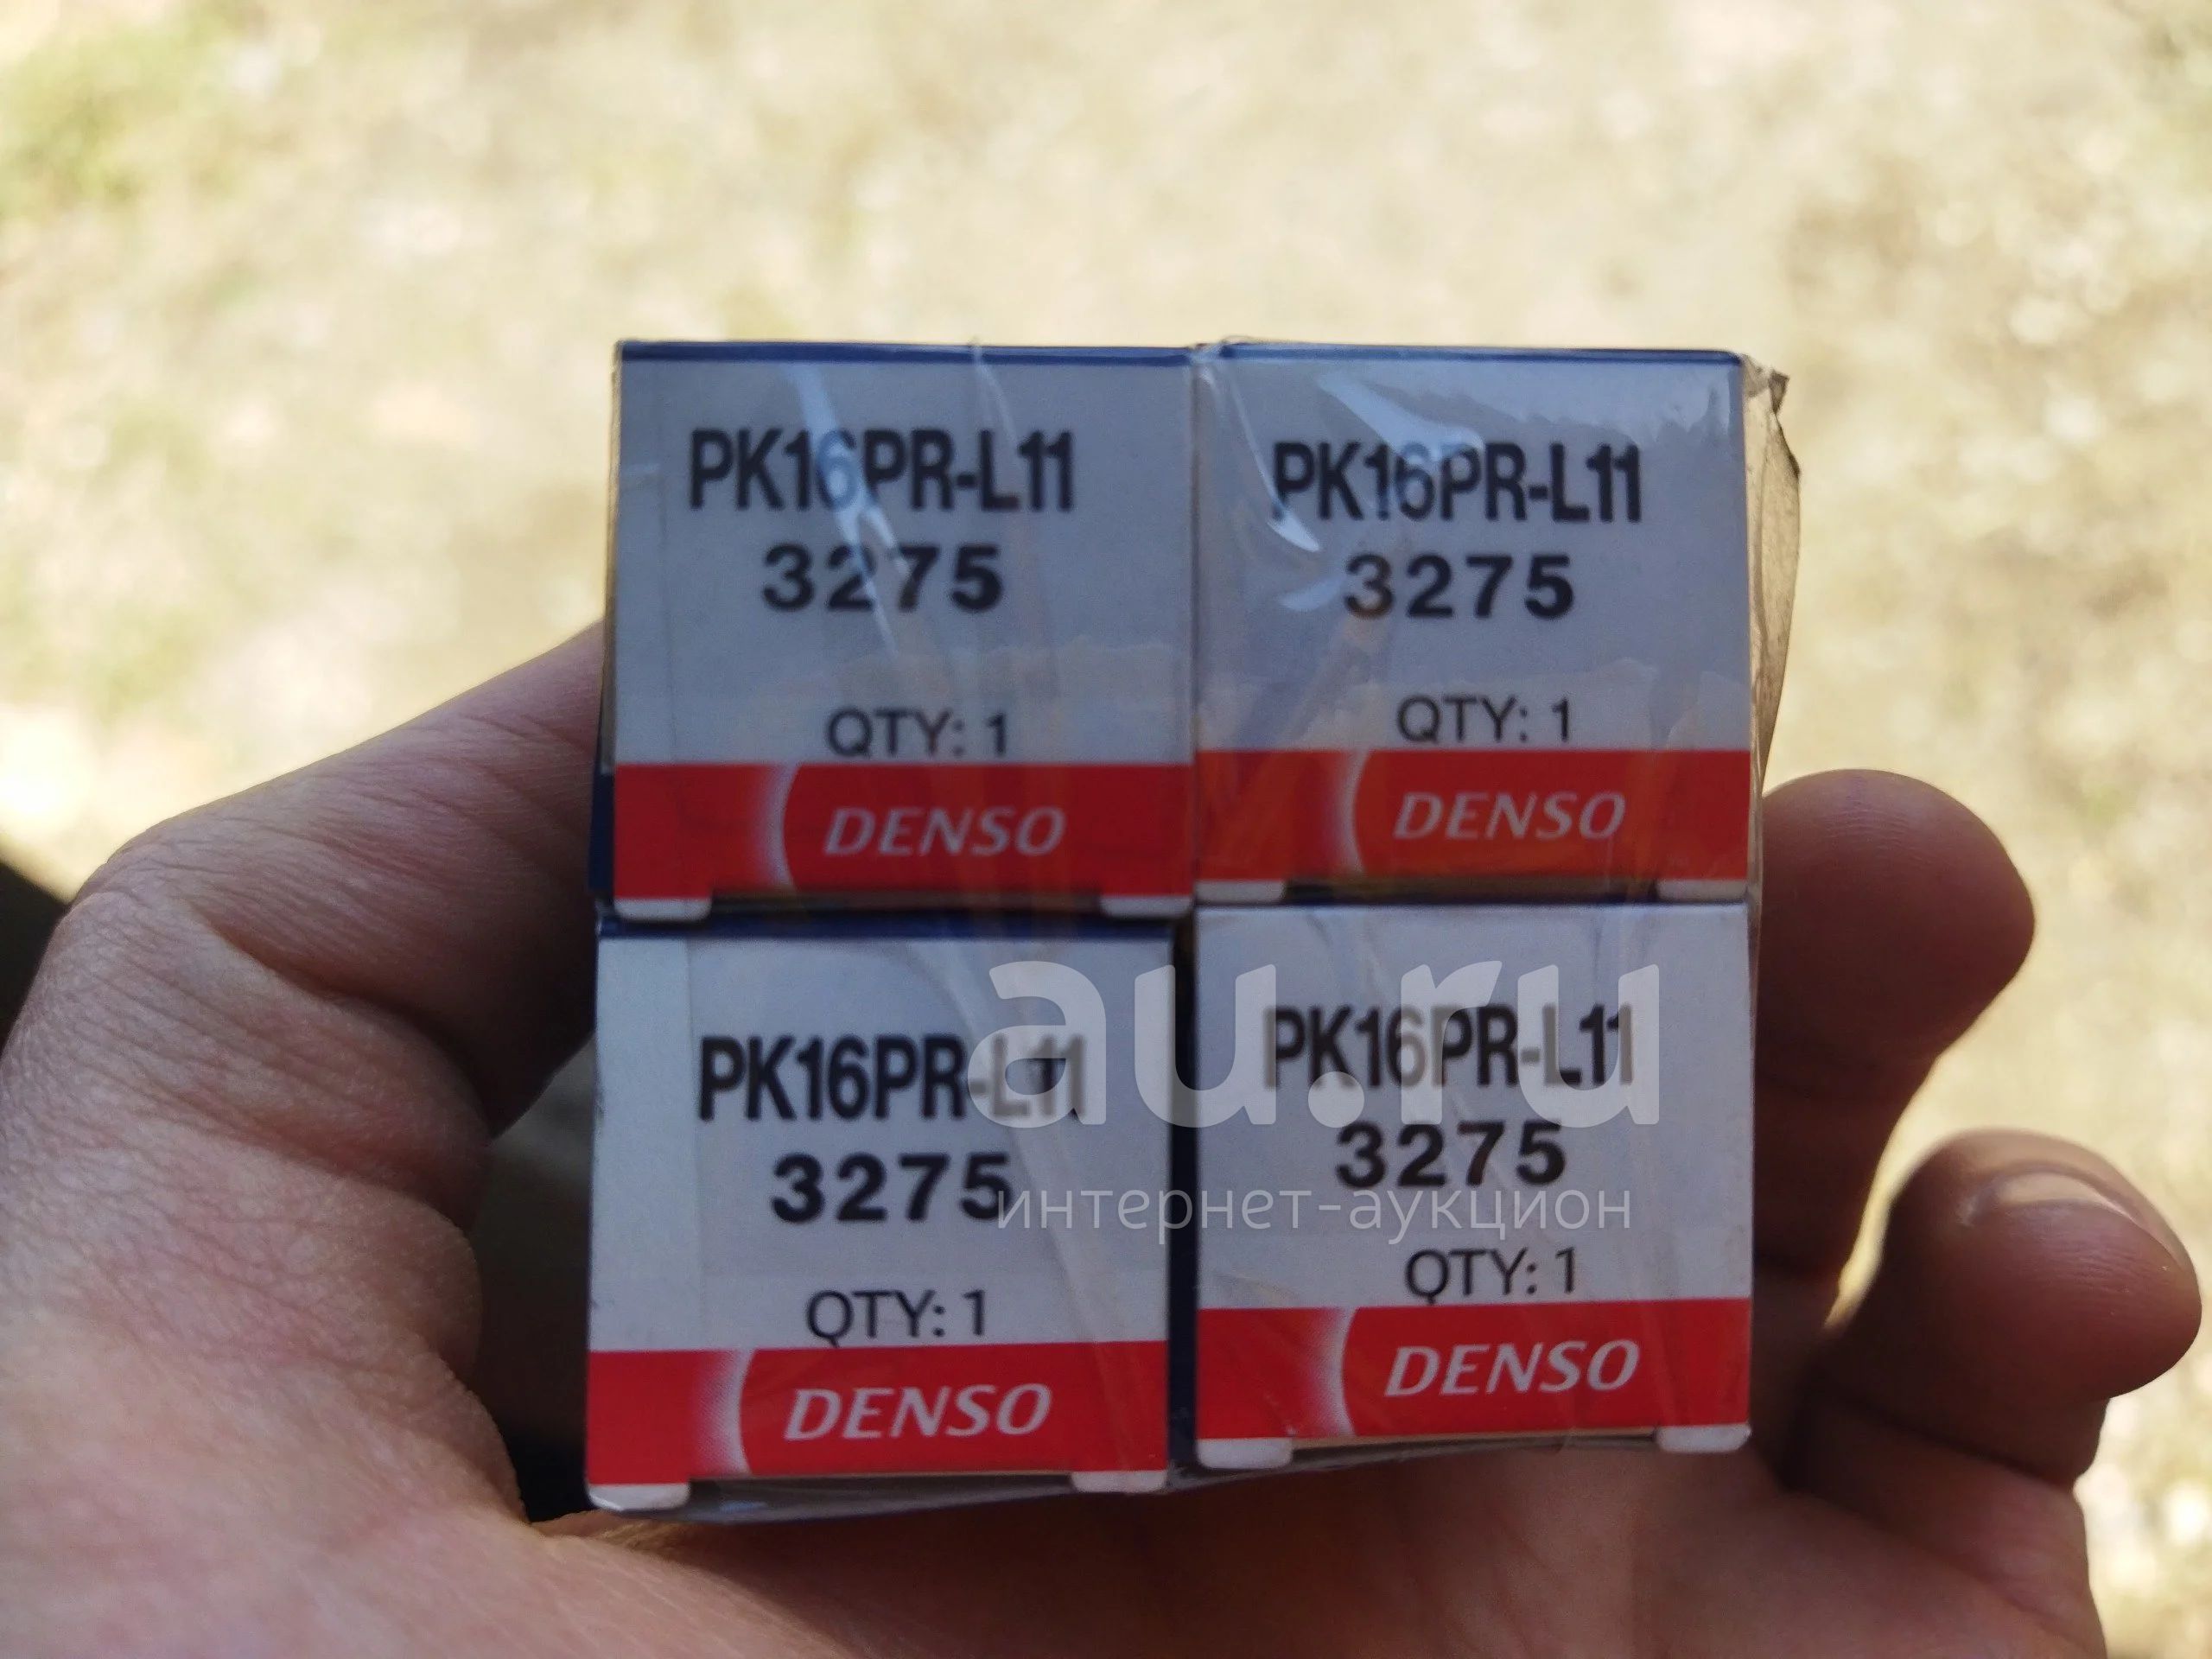 PK16PR-L11
3275
QTY: 1
DENSO
PK16PR-L11
3275
QTY: 1
DENSO
PK16PR-L11
3275
QTY: 1
DENSO
PK16PR-L11
3275
QTY: 1
DENSO
au.ru
интернет-аукцион